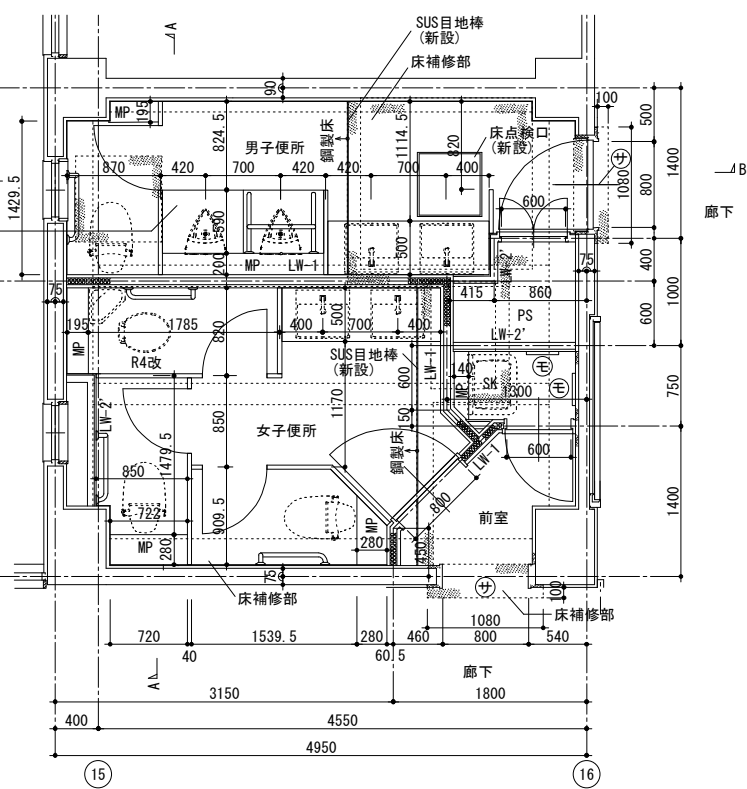 SUS目地棒
(新設)
床補修部
A
90
MP
195
824.5
男子便所
鋼製床
1114.5
820
床点検口
(新設)
100
500
1400
サ
1080
800
B
廊下
1429.5
870
420
700
420
420
700
400
600
590
200
MP
LW-1
500
LW-2
75
75
400
1000
415
860
600
PS
LW-2'
195
1785
820
400
500
700
400
MP
R4改
SUS目地棒
(新設)
LW-1
600
140
MP
SK
モ
モ
1300
750
LW-2'
850
1170
150
女子便所
鋼製床
850
1479.5
722
MP
280
909.5
MP
280
800
LW-1
600
前室
450
1400
75
サ
100
床補修部
床補修部
1080
720
1539.5
280
460
800
540
40
60.5
A
廊下
3150
1800
400
4550
4950
15
16